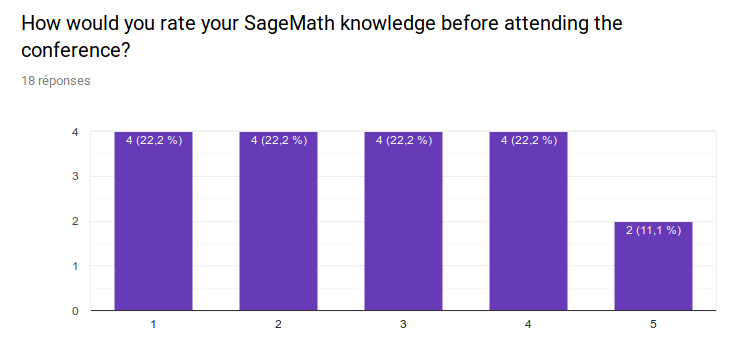 How would you rate your SageMath knowledge before attending the
conference?
18 réponses
4
3
2
1
0
4 (22,2 %)
4 (22,2 %)
4 (22,2 %)
4 (22,2 %)
2 (11,1 %)
1
2
3
4
5